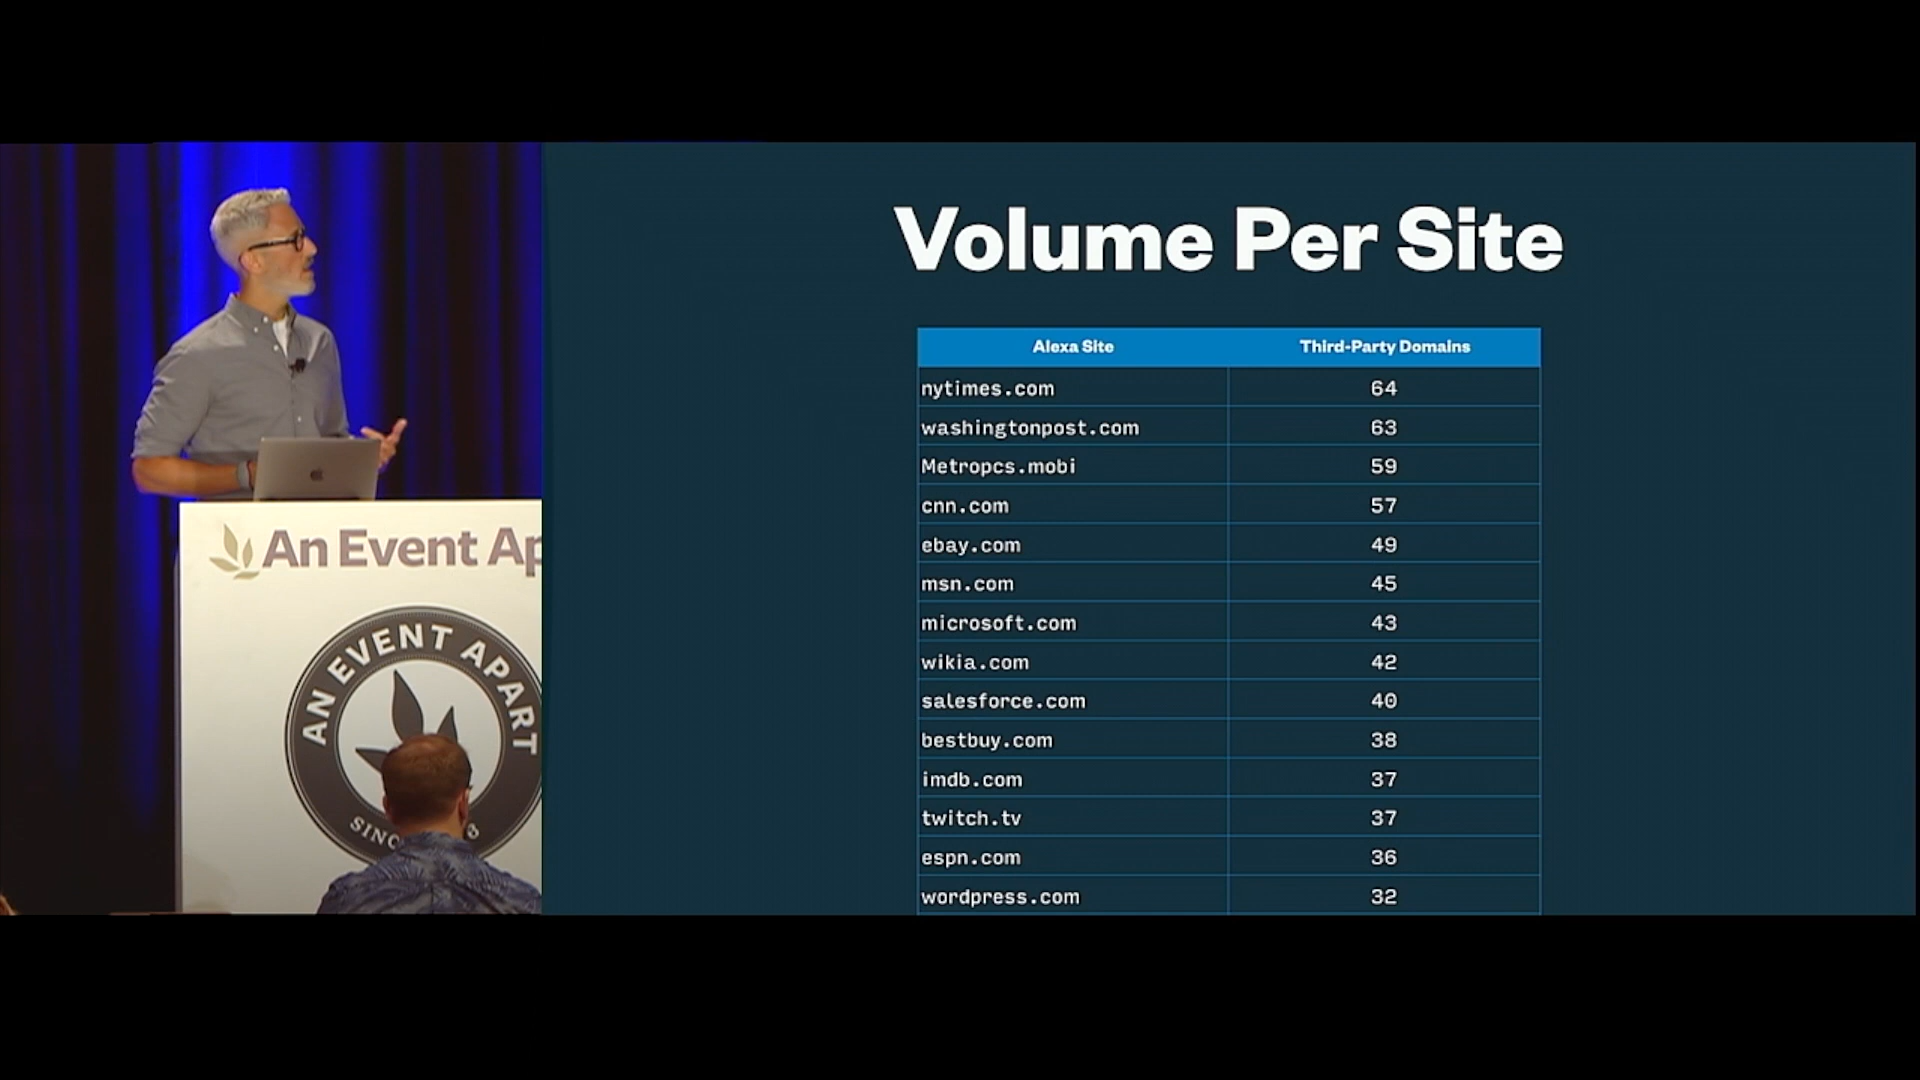 Volume Per Site
Alexa Site Third-Party Domains
nytimes.com 64
washingtonpost.com 63
Metropcs.mobi 59
cnn.com 57
ebay.com 49
msn.com 45
microsoft.com 43
wikia.com 42
salesforce.com 40
bestbuy.com 38
imdb.com 37
twitch.tv 37
espn.com 36
wordpress.com 32
An Event Ap
AN EVENT APART